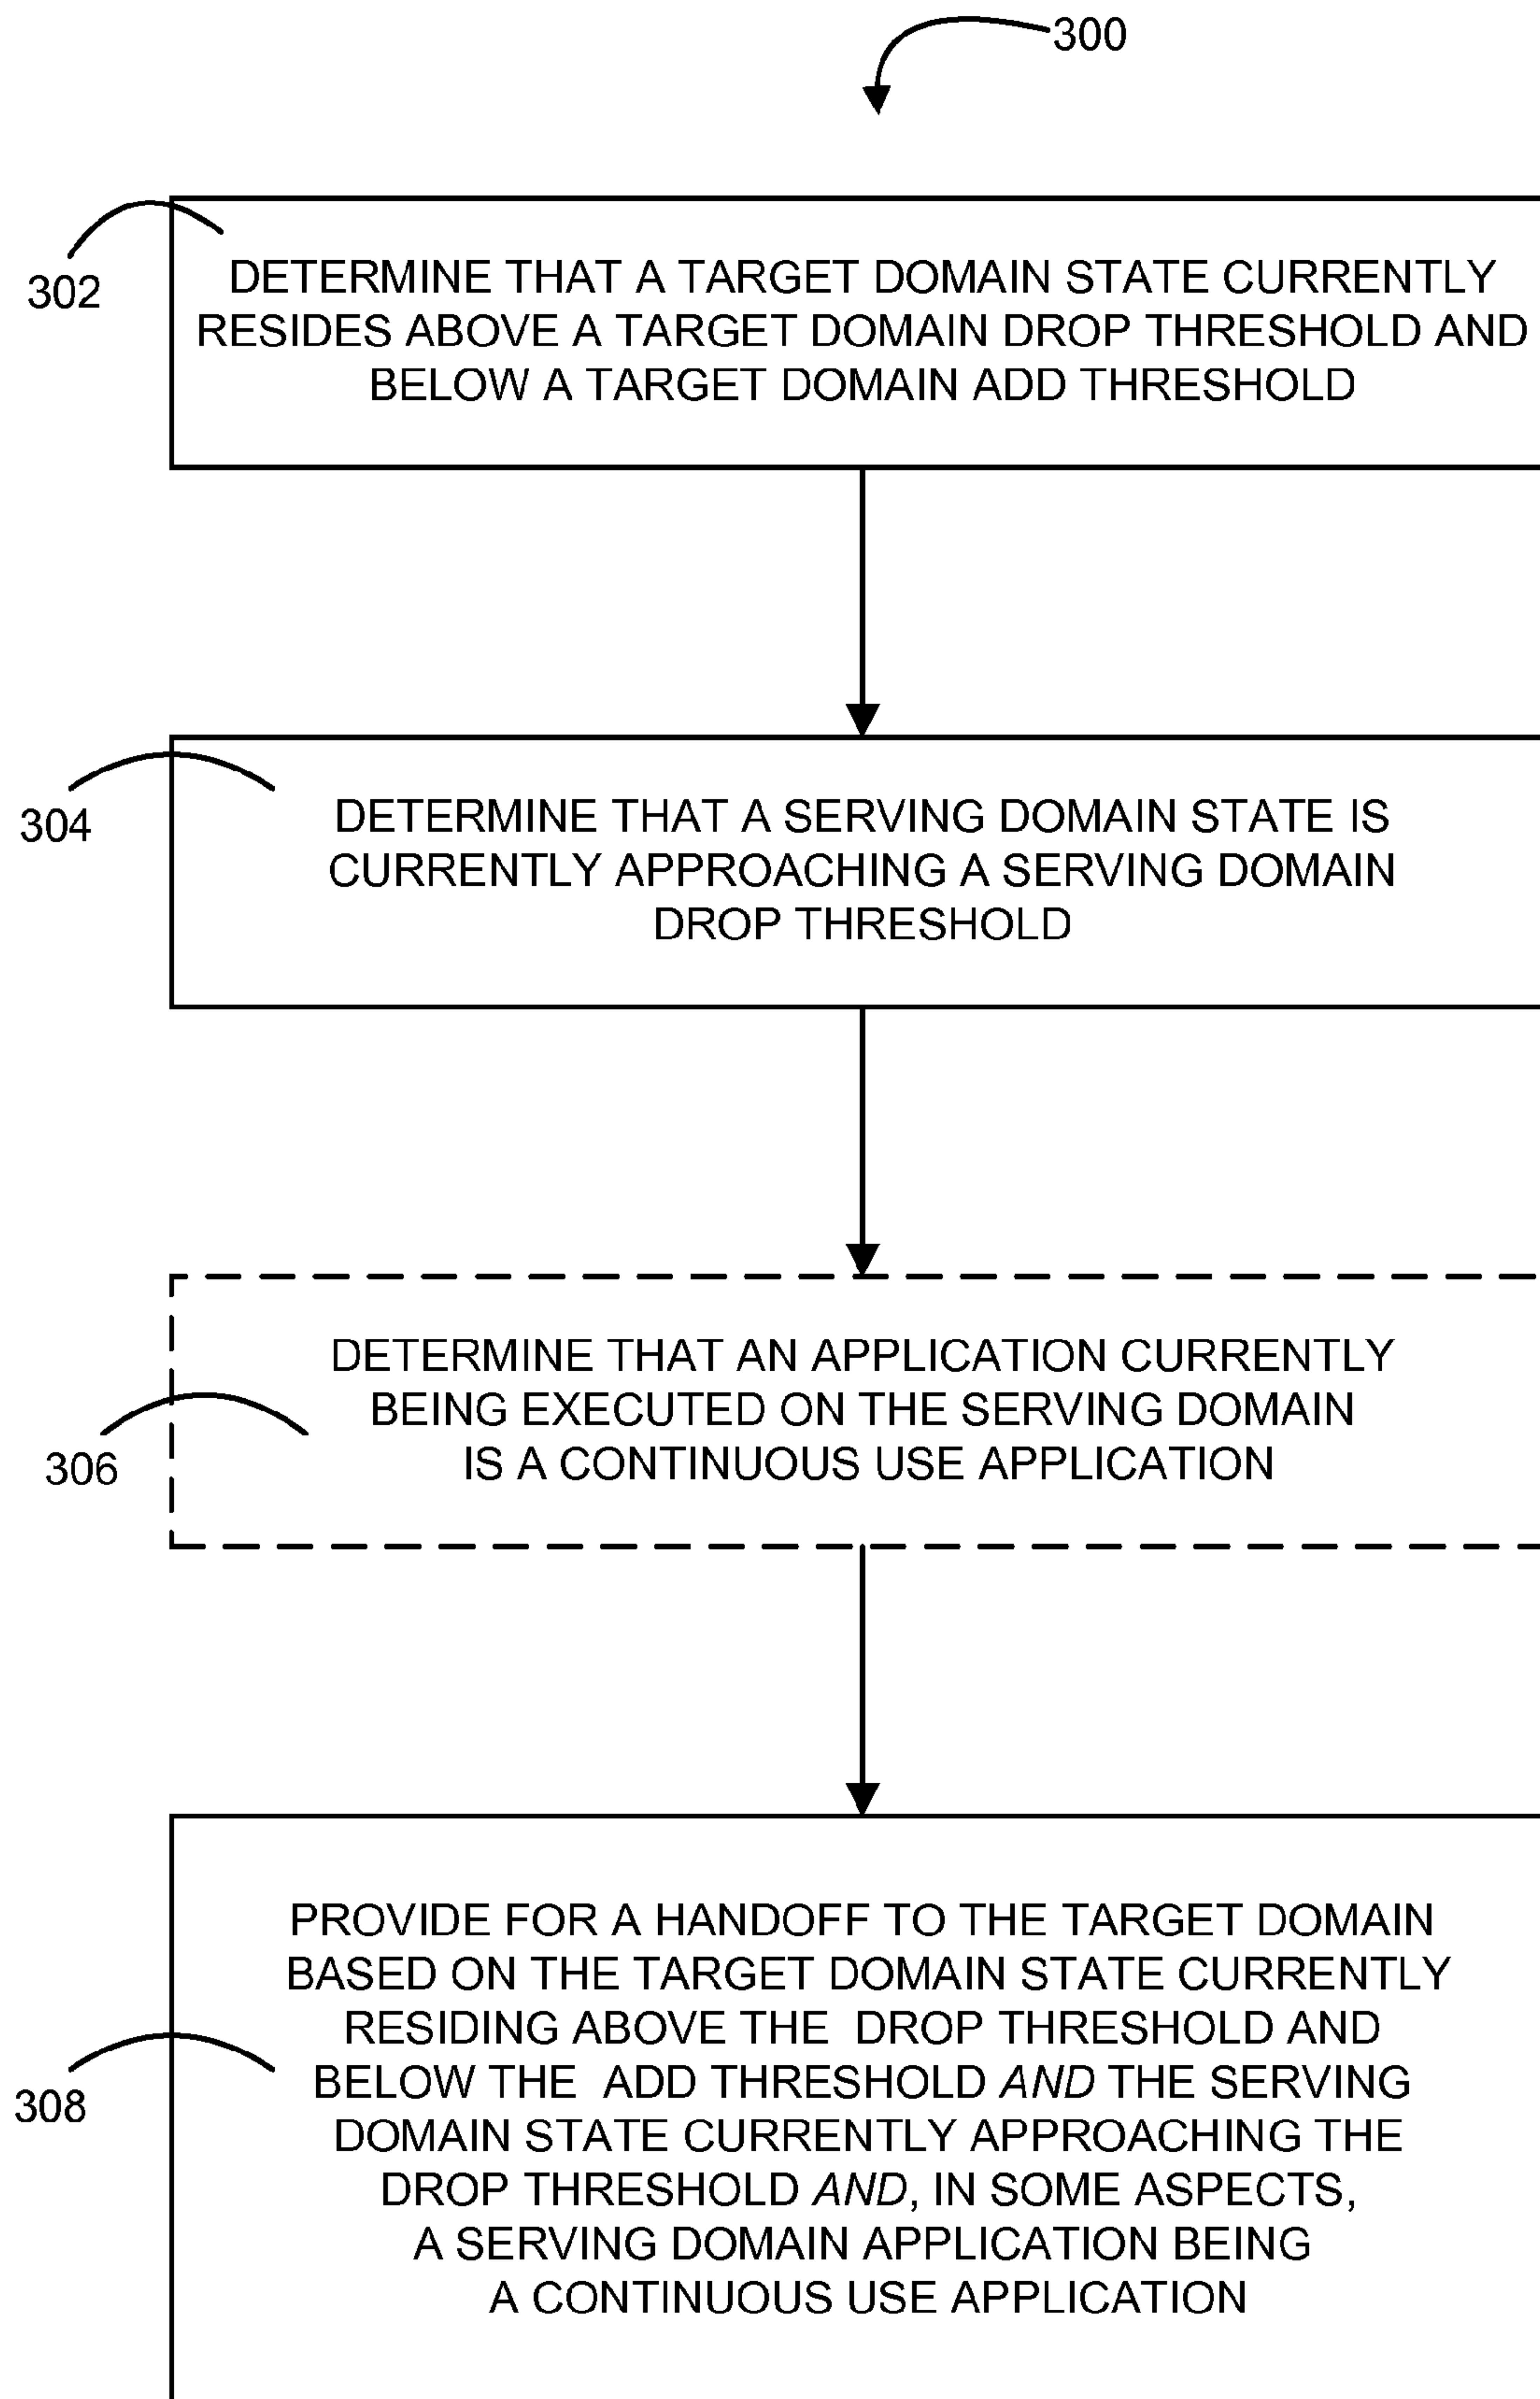 300
302
DETERMINE THAT A TARGET DOMAIN STATE CURRENTLY
RESIDES ABOVE A TARGET DOMAIN DROP THRESHOLD AND
BELOW A TARGET DOMAIN ADD THRESHOLD
304
DETERMINE THAT A SERVING DOMAIN STATE IS
CURRENTLY APPROACHING A SERVING DOMAIN
DROP THRESHOLD
306
DETERMINE THAT AN APPLICATION CURRENTLY
BEING EXECUTED ON THE SERVING DOMAIN
IS A CONTINUOUS USE APPLICATION
308
PROVIDE FOR A HANDOFF TO THE TARGET DOMAIN
BASED ON THE TARGET DOMAIN STATE CURRENTLY
RESIDING ABOVE THE DROP THRESHOLD AND
BELOW THE ADD THRESHOLD AND THE SERVING
DOMAIN STATE CURRENTLY APPROACHING THE
DROP THRESHOLD AND, IN SOME ASPECTS,
A SERVING DOMAIN APPLICATION BEING
A CONTINUOUS USE APPLICATION